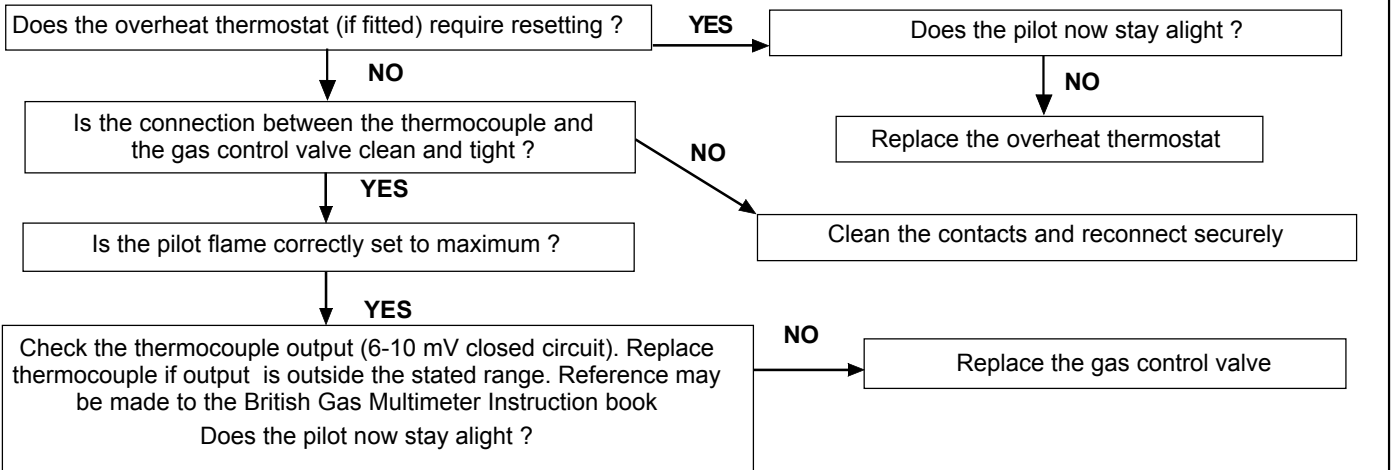 Does the overheat thermostat (if fitted) require resetting ?
YES
Does the pilot now stay alight ?
NO
NO
Is the connection between the thermocouple and
the gas control valve clean and tight ?
Replace the overheat thermostat
NO
YES
Is the pilot flame correctly set to maximum ?
Clean the contacts and reconnect securely
YES
Check the thermocouple output (6-10 mV closed circuit). Replace
thermocouple if output is outside the stated range. Reference may
be made to the British Gas Multimeter Instruction book
Does the pilot now stay alight ?
NO
Replace the gas control valve